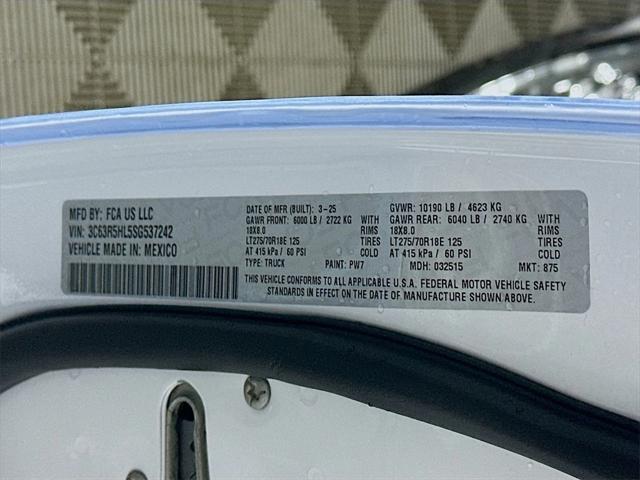 MFD BY: FCA US LLC
VIN: 3C63R5HL5SG537242
VEHICLE MADE IN: MEXICO
DATE OF MFR (BUILT): 3-25 GVWR: 10190 LB / 4623 KG
GAWR FRONT: 6000 LB / 2722 KG WITH GAWR REAR: 6040 LB / 2740 KG WITH
18X8.0 RIMS 18X8.0 RIMS
LT275/70R18E 125 TIRES LT275/70R18E 125 TIRES
AT 415 kPa / 60 PSI COLD AT 415 kPa / 60 PSI COLD
TYPE: TRUCK PAINT: PW7 MDH: 032515 MKT: 875
THIS VEHICLE CONFORMS TO ALL APPLICABLE U.S.A. FEDERAL MOTOR VEHICLE SAFETY
STANDARDS IN EFFECT ON THE DATE OF MANUFACTURE SHOWN ABOVE.